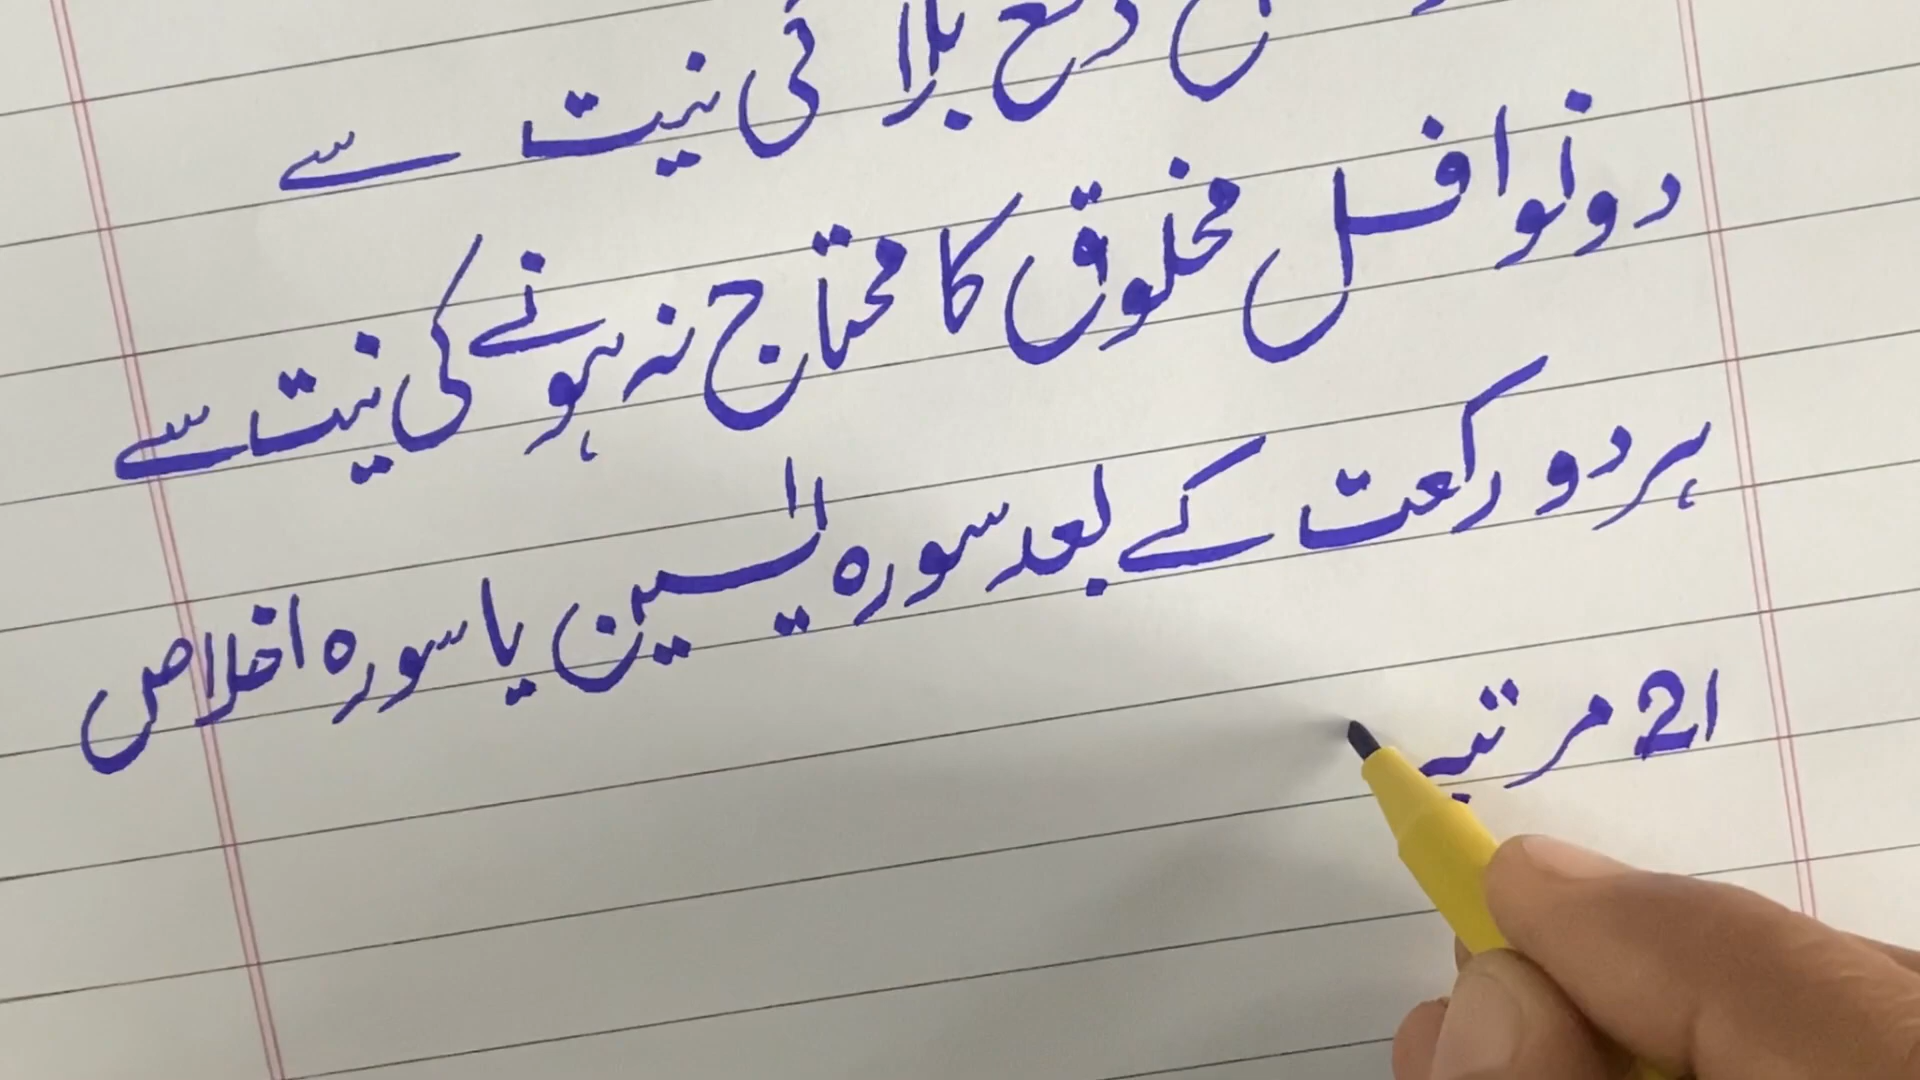 دفع بلا کی نیت سے
دو نوافل مخلوق کا محتاج نہ ہونے کی نیت سے
ہر دو رکعت کے بعد سورہ الیسین یا سورہ اخلاص
21 مرتبہ